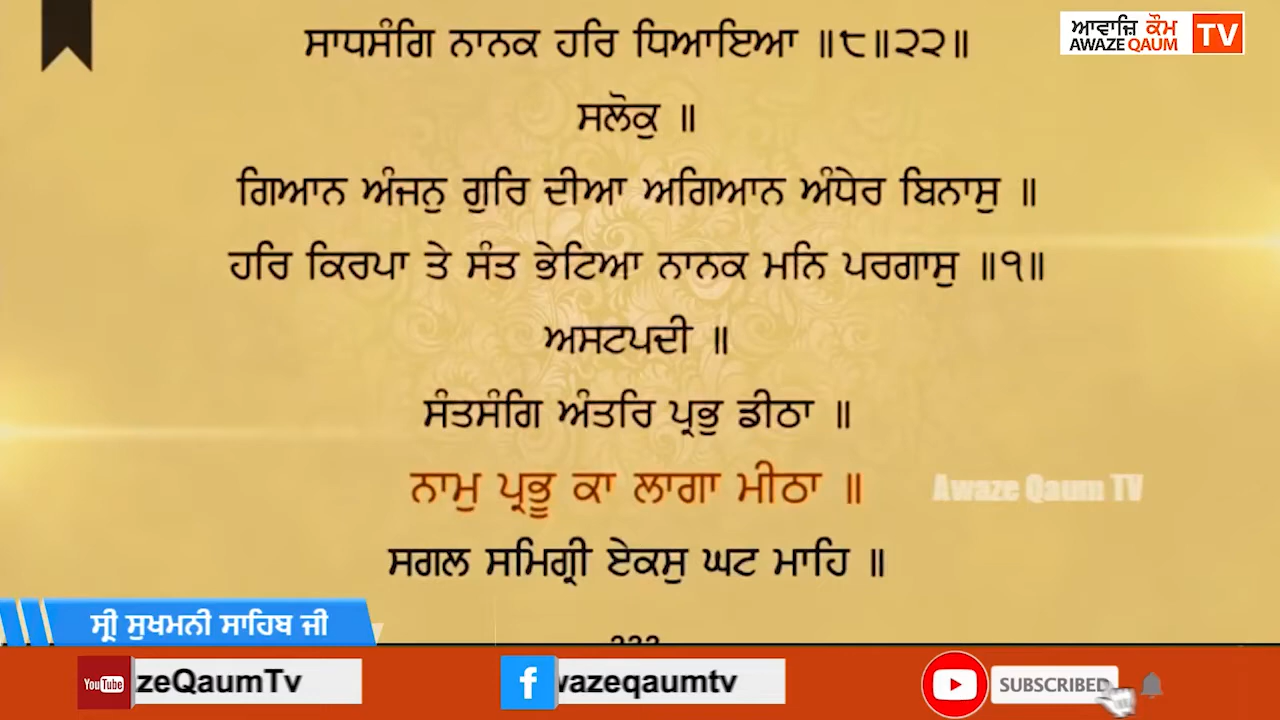 ਆਵਾਜ਼ਿ ਕੌਮ
AWAZE QAUM TV
ਸਾਧਸੰਗਿ ਨਾਨਕ ਹਰਿ ਧਿਆਇਆ ॥੮॥੨੨॥
ਸਲੋਕੁ ॥
ਗਿਆਨ ਅੰਜਨੁ ਗੁਰਿ ਦੀਆ ਅਗਿਆਨ ਅੰਧੇਰ ਬਿਨਾਸੁ ॥
ਹਰਿ ਕਿਰਪਾ ਤੇ ਸੰਤ ਭੇਟਿਆ ਨਾਨਕ ਮਨਿ ਪਰਗਾਸੁ ॥੧॥
ਅਸਟਪਦੀ ॥
ਸੰਤਸੰਗਿ ਅੰਤਰਿ ਪ੍ਰਭੁ ਡੀਠਾ ॥
ਨਾਮੁ ਪ੍ਰਭੂ ਕਾ ਲਾਗਾ ਮੀਠਾ ॥
Awaze Qaum TV
ਸਗਲ ਸਮਿਗ੍ਰੀ ਏਕਸੁ ਘਟ ਮਾਹਿ ॥
ਸ੍ਰੀ ਸੁਖਮਨੀ ਸਾਹਿਬ ਜੀ
YouTube zeQaumTv
f wazeqaumtv
SUBSCRIBED